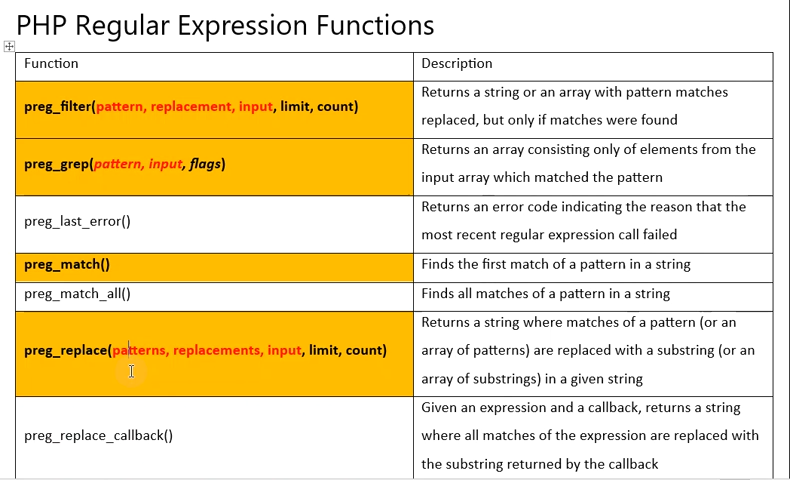 PHP Regular Expression Functions
Function
Description
preg_filter(pattern, replacement, input, limit, count)
Returns a string or an array with pattern matches
replaced, but only if matches were found
preg_grep(pattern, input, flags)
Returns an array consisting only of elements from the
input array which matched the pattern
preg_last_error()
Returns an error code indicating the reason that the
most recent regular expression call failed
preg_match()
Finds the first match of a pattern in a string
preg_match_all()
Finds all matches of a pattern in a string
preg_replace(patterns, replacements, input, limit, count)
Returns a string where matches of a pattern (or an
array of patterns) are replaced with a substring (or an
array of substrings) in a given string
preg_replace_callback()
Given an expression and a callback, returns a string
where all matches of the expression are replaced with
the substring returned by the callback